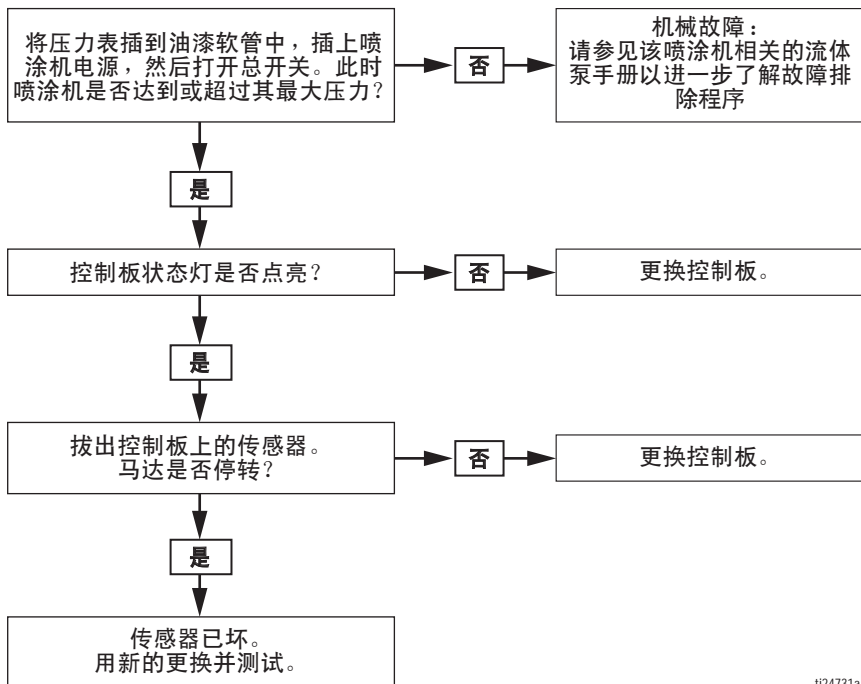 将压力表插到油漆软管中，插上喷
涂机电源，然后打开总开关。此时
喷涂机是否达到或超过其最大压力？
否
机械故障：
请参见该喷涂机相关的流体
泵手册以进一步了解故障排
除程序
是
控制板状态灯是否点亮？
否
更换控制板。
是
拔出控制板上的传感器。
马达是否停转？
否
更换控制板。
是
传感器已坏。
用新的更换并测试。
ti24731a